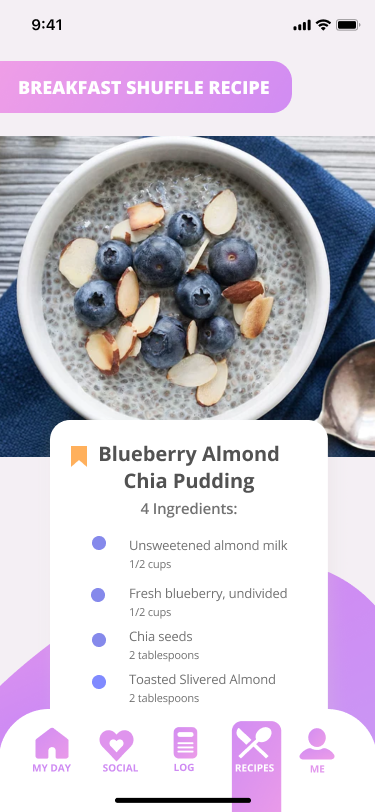 9:41
BREAKFAST SHUFFLE RECIPE
Blueberry Almond
Chia Pudding
4 Ingredients:
Unsweetened almond milk
1/2 cups
Fresh blueberry, undivided
1/2 cups
Chia seeds
2 tablespoons
Toasted Slivered Almond
2 tablespoons
MY DAY SOCIAL LOG RECIPES ME